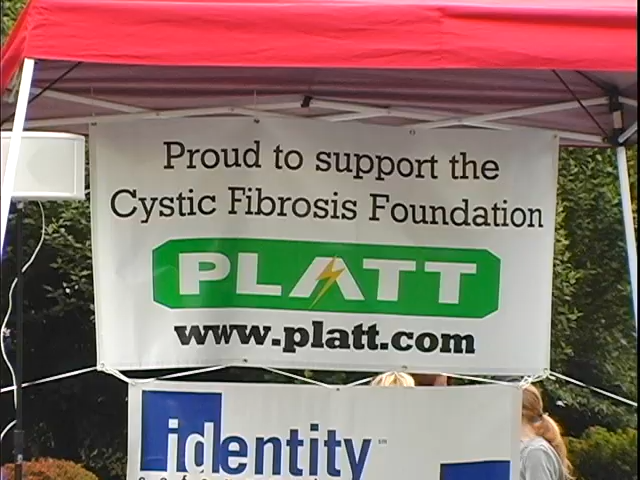 Proud to support the
Cystic Fibrosis Foundation
PLATT
www.platt.com
identity